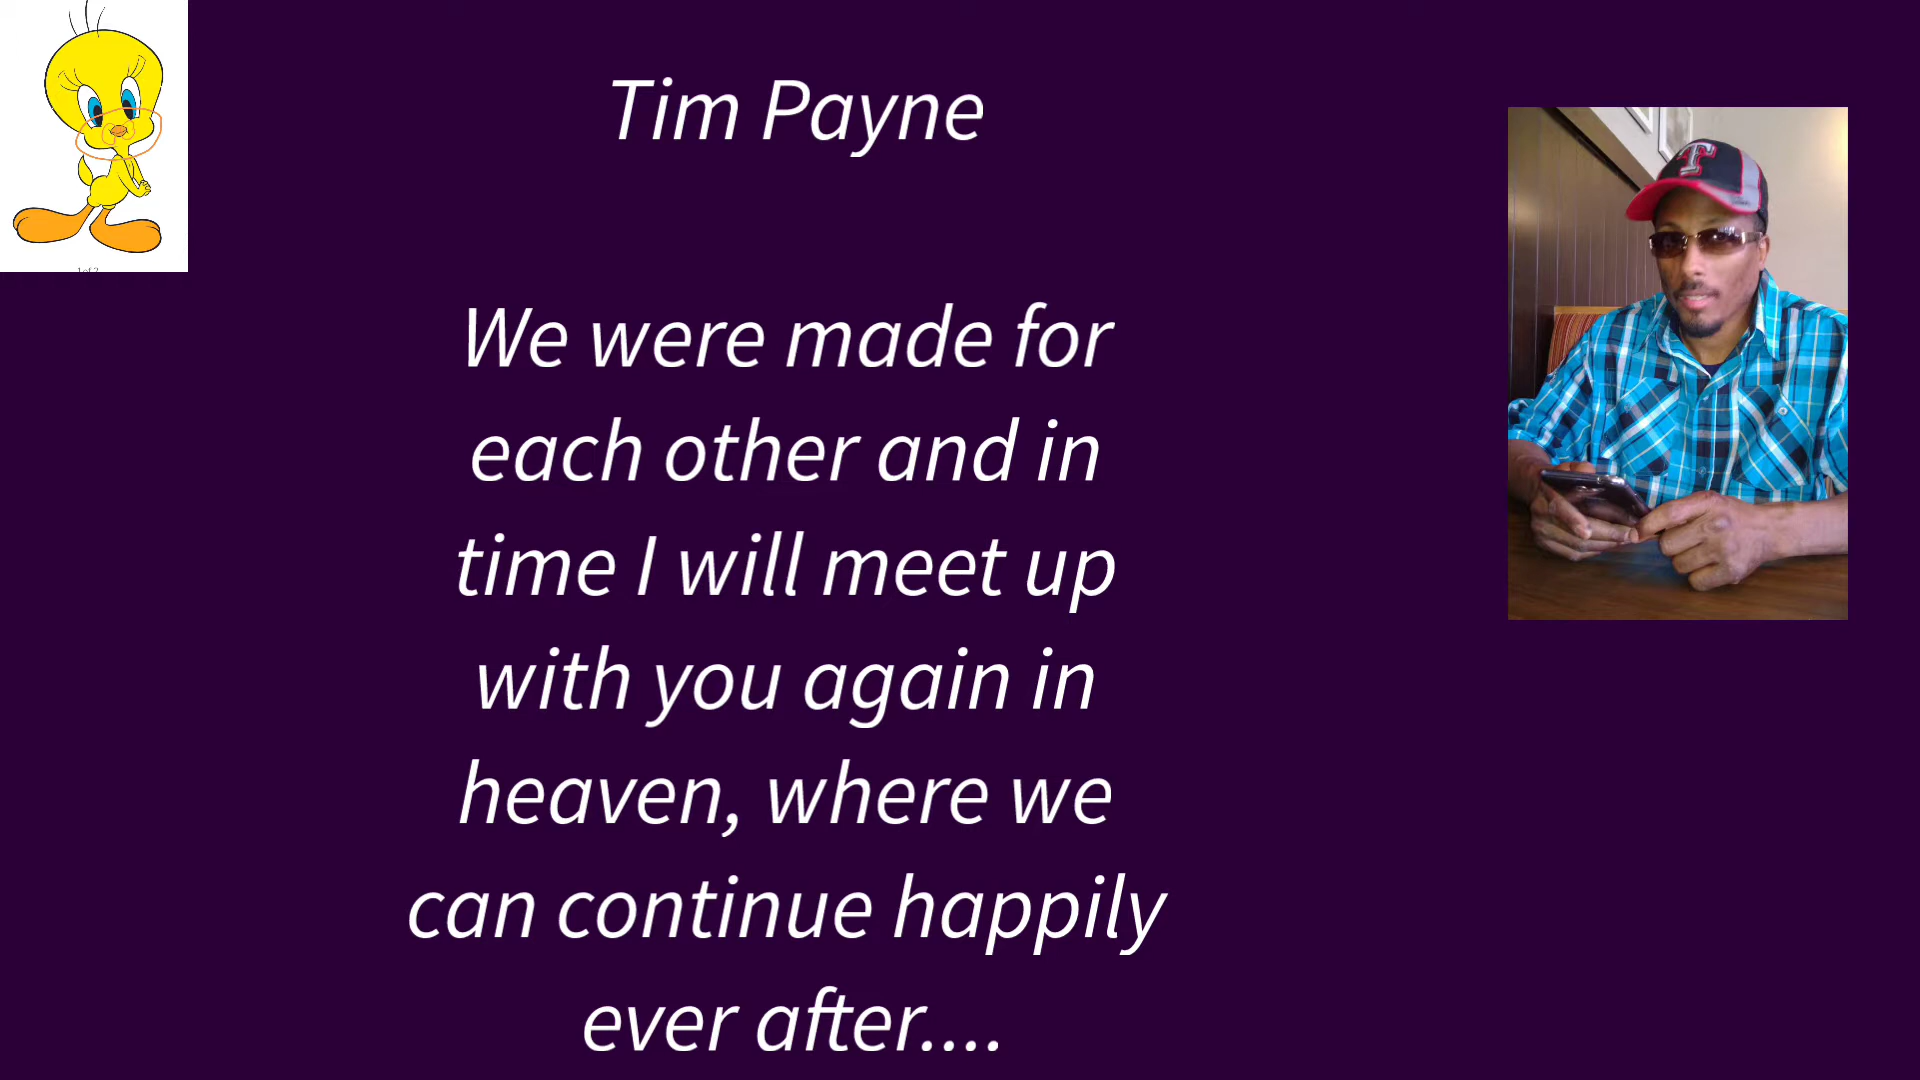 Tim Payne
We were made for
each other and in
time I will meet up
with you again in
heaven, where we
can continue happily
ever after....
T